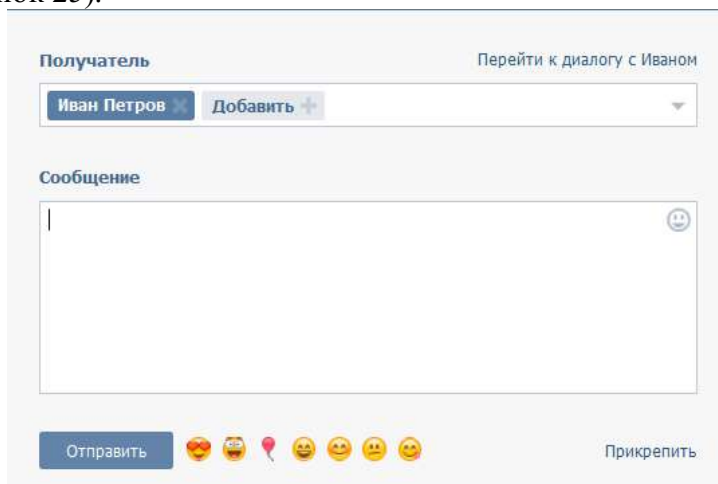 Получатель Перейти к диалогу с Иваном
Иван Петров Добавить
Сообщение
Отправить Прикрепить